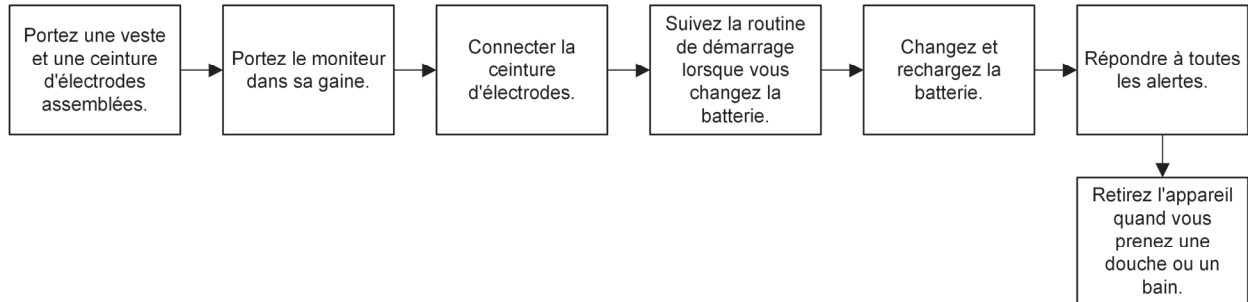 Portez une veste
et une ceinture
d'électrodes
assemblées.
Portez le moniteur
dans sa gaine.
Connecter la
ceinture
d'électrodes.
Suivez la routine
de démarrage
lorsque vous
changez la
batterie.
Changez et
rechargez la
batterie.
Répondre à toutes
les alertes.
Retirez l'appareil
quand vous
prenez une
douche ou un
bain.